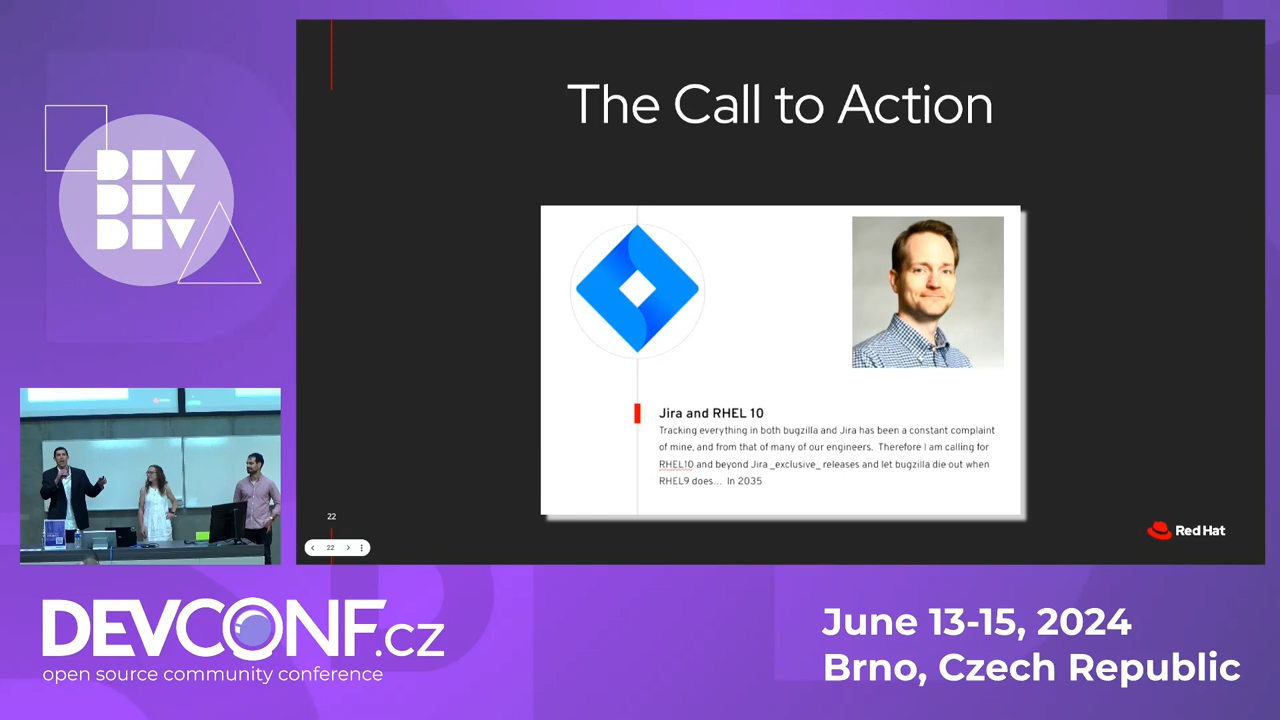 DEV
DEV
DEV
The Call to Action
Jira and RHEL 10
Tracking everything in both bugzilla and Jira has been a constant complaint
of mine, and from that of many of our engineers. Therefore I am calling for
RHEL10 and beyond Jira _exclusive_ releases and let bugzilla die out when
RHEL9 does... In 2035
22
22
Red Hat
DEVCONF.cz
open source community conference
June 13-15, 2024
Brno, Czech Republic